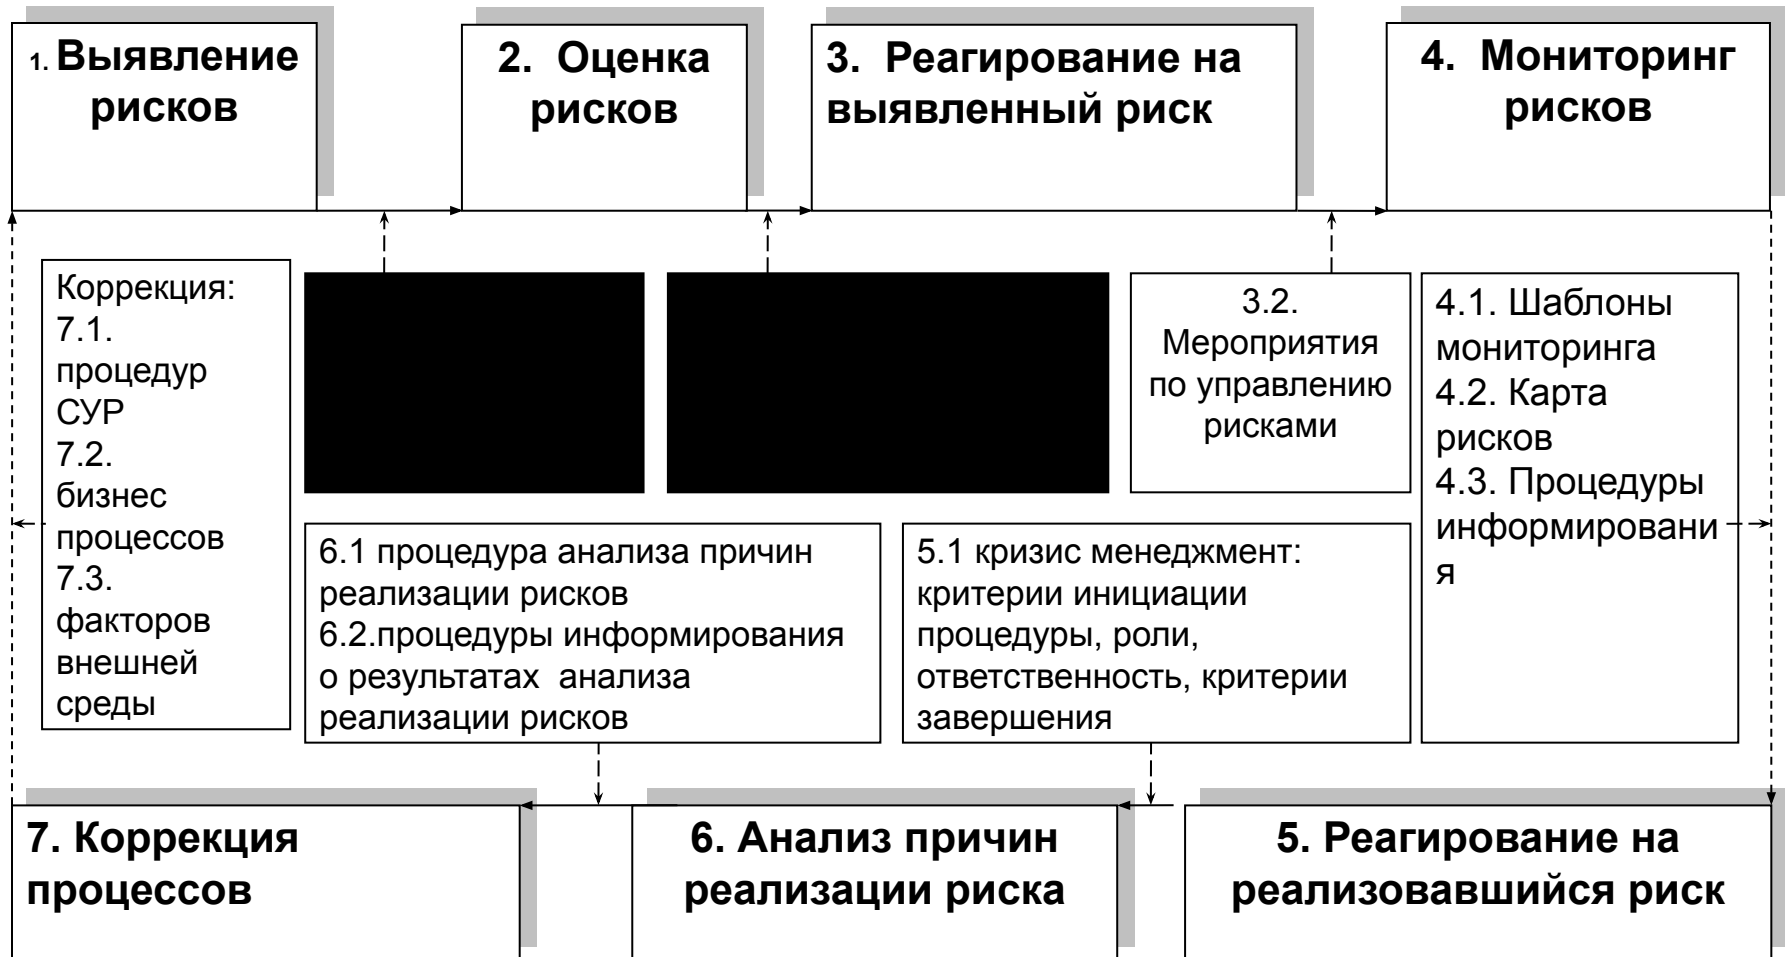 1. Выявление
рисков
2. Оценка
рисков
3. Реагирование на
выявленный риск
4. Мониторинг
рисков
Коррекция:
7.1.
процедур
СУР
7.2.
бизнес
процессов
7.3.
факторов
внешней
среды
3.2.
Мероприятия
по управлению
рисками
4.1. Шаблоны
мониторинга
4.2. Карта
рисков
4.3. Процедуры
информировани
я
6.1 процедура анализа причин
реализации рисков
6.2.процедуры информирования
о результатах анализа
реализации рисков
5.1 кризис менеджмент:
критерии инициации
процедуры, роли,
ответственность, критерии
завершения
7. Коррекция
процессов
6. Анализ причин
реализации риска
5. Реагирование на
реализовавшийся риск